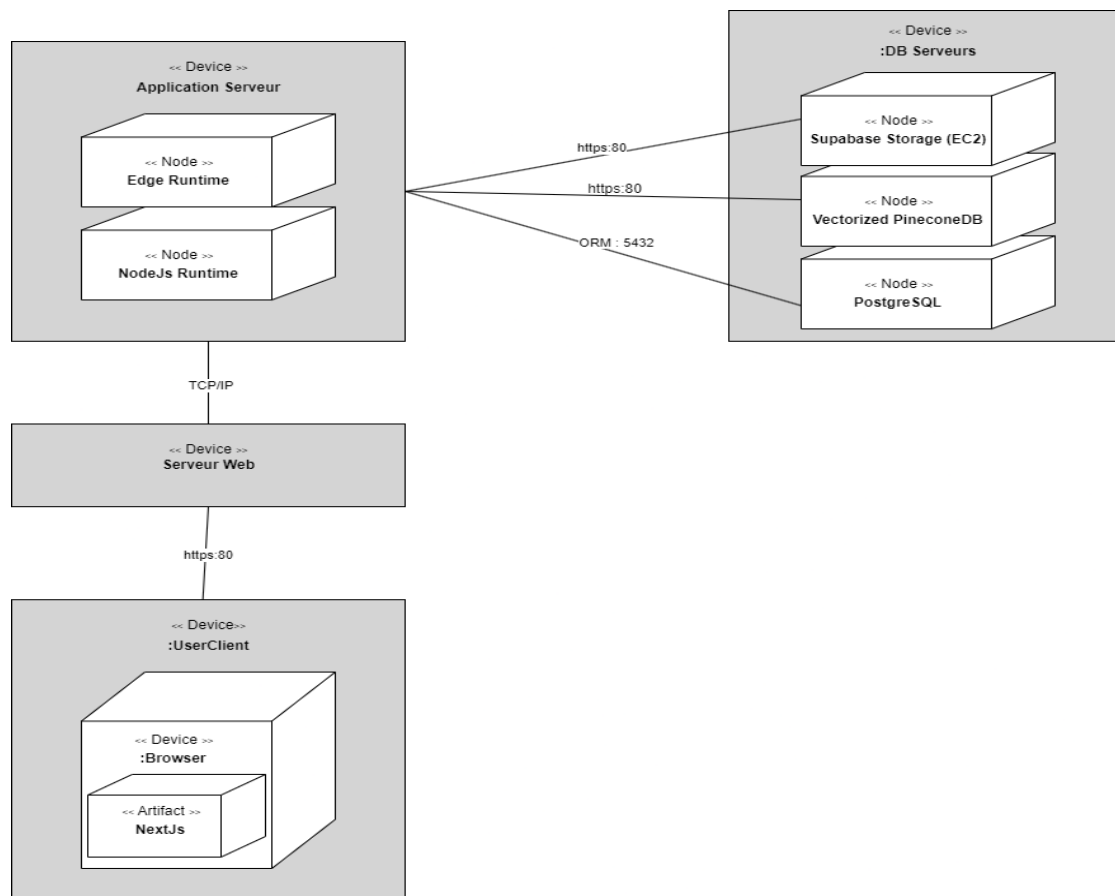 << Device >>
Application Serveur
<< Node >>
Edge Runtime
<< Node >>
NodeJs Runtime
<< Device >>
:DB Serveurs
<< Node >>
Supabase Storage (EC2)
<< Node >>
Vectorized PineconeDB
<< Node >>
PostgreSQL
https:80
https:80
ORM : 5432
TCP/IP
<< Device >>
Serveur Web
https:80
<< Device>>
:UserClient
<< Device >>
:Browser
<< Artifact >>
NextJs